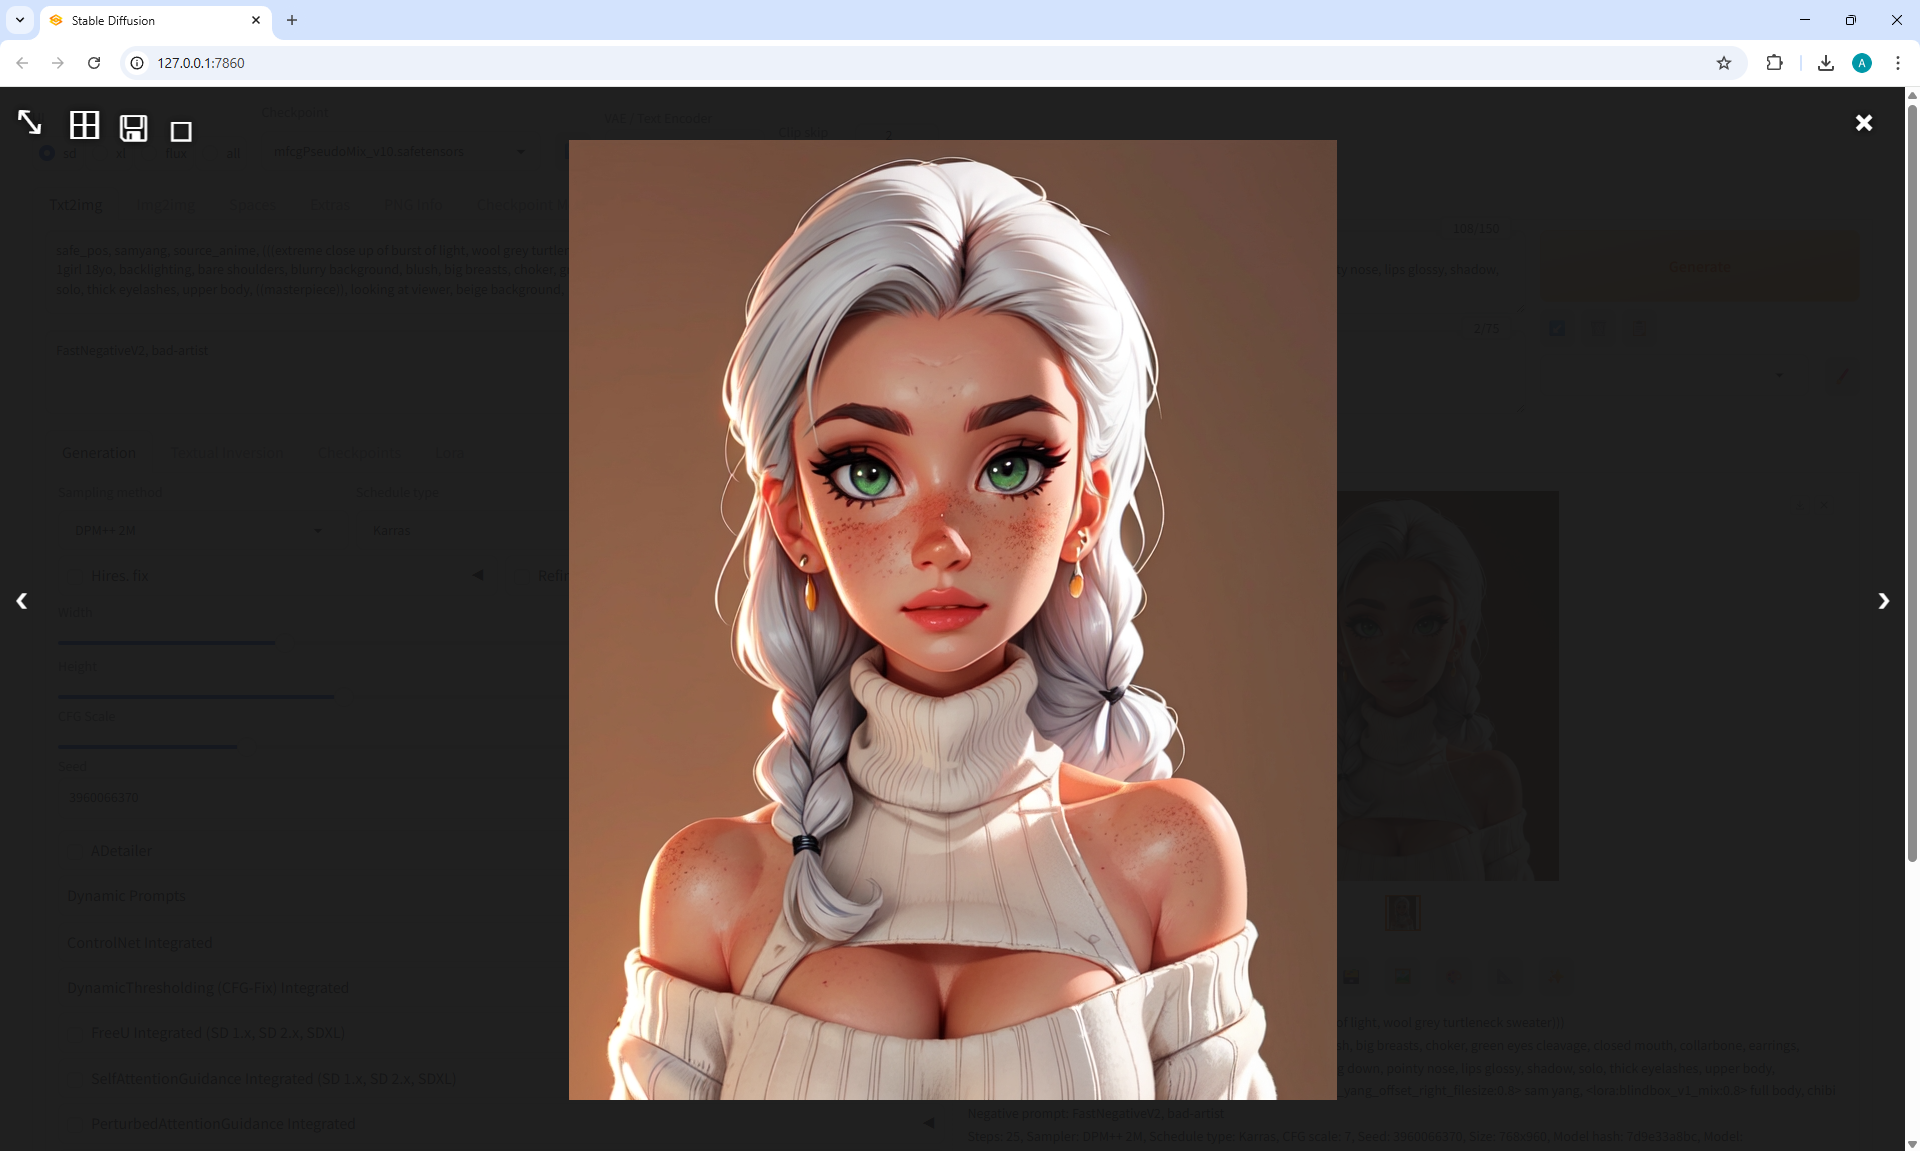 Stable Diffusion
127.0.0.1:7860
Checkpoint
VAE / Text Encoder
Clip skip
2
sd
xl
flux
all
mfcgPseudoMix_v10.safetensors
Txt2img
Img2img
Spaces
Extras
PNG Info
Checkpoint M
safe_pos, samyang, source_anime, (((extreme close up of burst of light, wool grey turtle
108/150
1girl 18yo, backlighting, bare shoulders, blurry background, blush, big breasts, choker, g
y nose, lips glossy, shadow,
Generate
solo, thick eyelashes, upper body, ((masterpiece)), looking at viewer, beige background,
2/75
FastNegativeV2, bad-artist
Generation
Textual Inversion
Checkpoints
Lora
Sampling method
Schedule type
DPM++ 2M
Karras
Hires. fix
Refin
Width
Height
CFG Scale
Seed
3960066370
ADetailer
Dynamic Prompts
ControlNet Integrated
DynamicThresholding (CFG-Fix) Integrated
of light, wool grey turtleneck sweater)))
FreeU Integrated (SD 1.x, SD 2.x, SDXL)
sh, big breasts, choker, green eyes cleavage, closed mouth, collarbone, earrings,
g down, pointy nose, lips glossy, shadow, solo, thick eyelashes, upper body,
SelfAttentionGuidance Integrated (SD 1.x, SD 2.x, SDXL)
yang_offset_right_filesize:0.8> sam yang, <lora:blindbox_v1_mix:0.8> full body, chibi
Negative prompt: FastNegativeV2, bad-artist
PerturbedAttentionGuidance Integrated
Steps: 25, Sampler: DPM++ 2M, Schedule type: Karras, CFG scale: 7, Seed: 3960066370, Size: 768x960, Model hash: 7d9e33a8bc, Model: